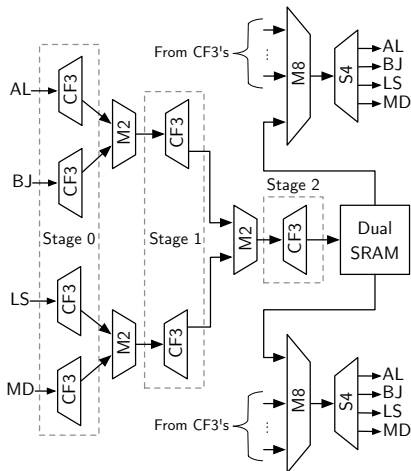 AL
CF3
BJ
CF3
M2
Stage 0
LS
CF3
MD
CF3
M2
CF3
Stage 1
CF3
M2
Stage 2
CF3
Dual
SRAM
From CF3's
...
M8
S4
AL
BJ
LS
MD
From CF3's
...
M8
S4
AL
BJ
LS
MD